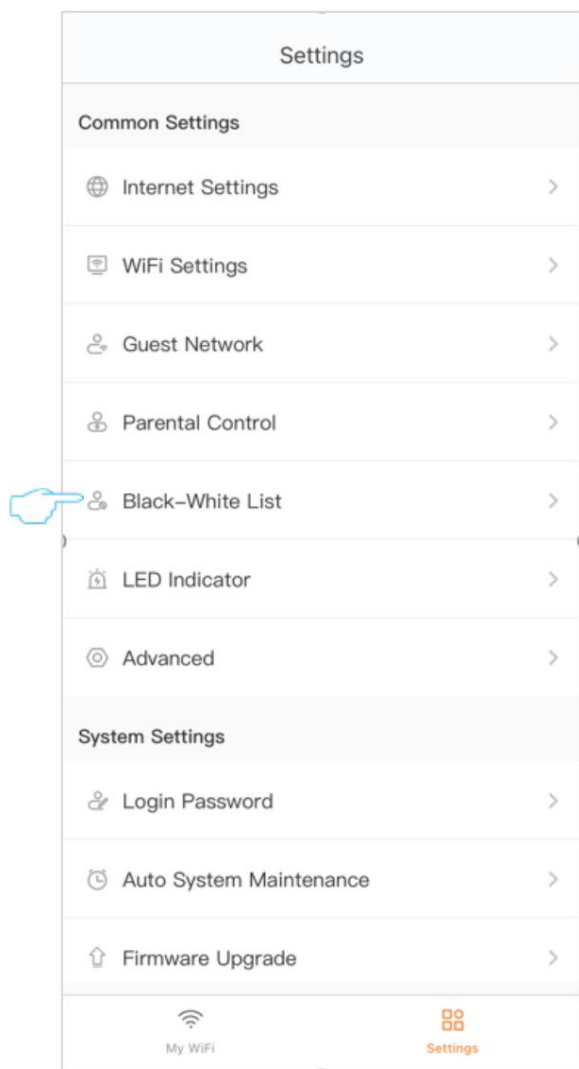 Settings
Common Settings
Internet Settings
WiFi Settings
Guest Network
Parental Control
Black-White List
LED Indicator
Advanced
System Settings
Login Password
Auto System Maintenance
Firmware Upgrade
My WiFi
Settings